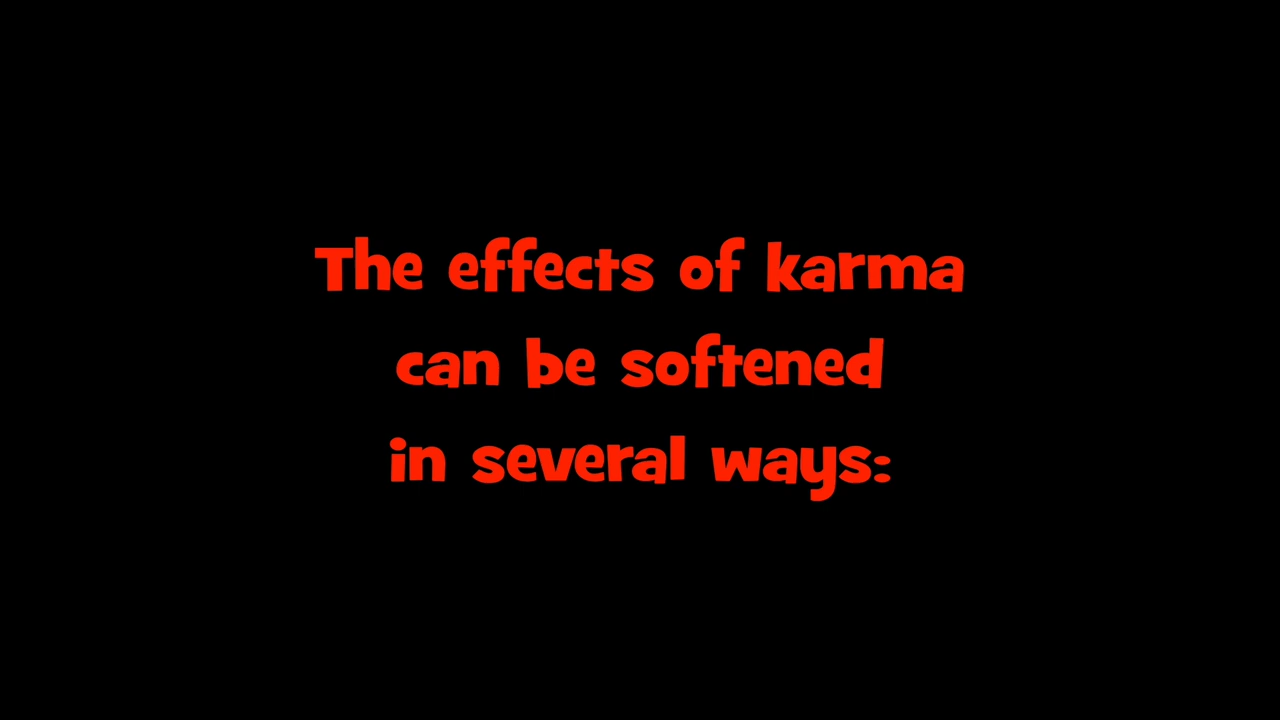 The effects of karma
can be softened
in several ways: